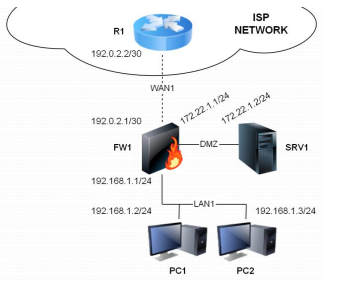 ISP
NETWORK
R1
192.0.2.2/30
WAN1
172.22.1.1/24
172.22.1.2/24
192.0.2.1/30
FW1
DMZ
SRV1
192.168.1.1/24
LAN1
192.168.1.2/24
192.168.1.3/24
PC1
PC2